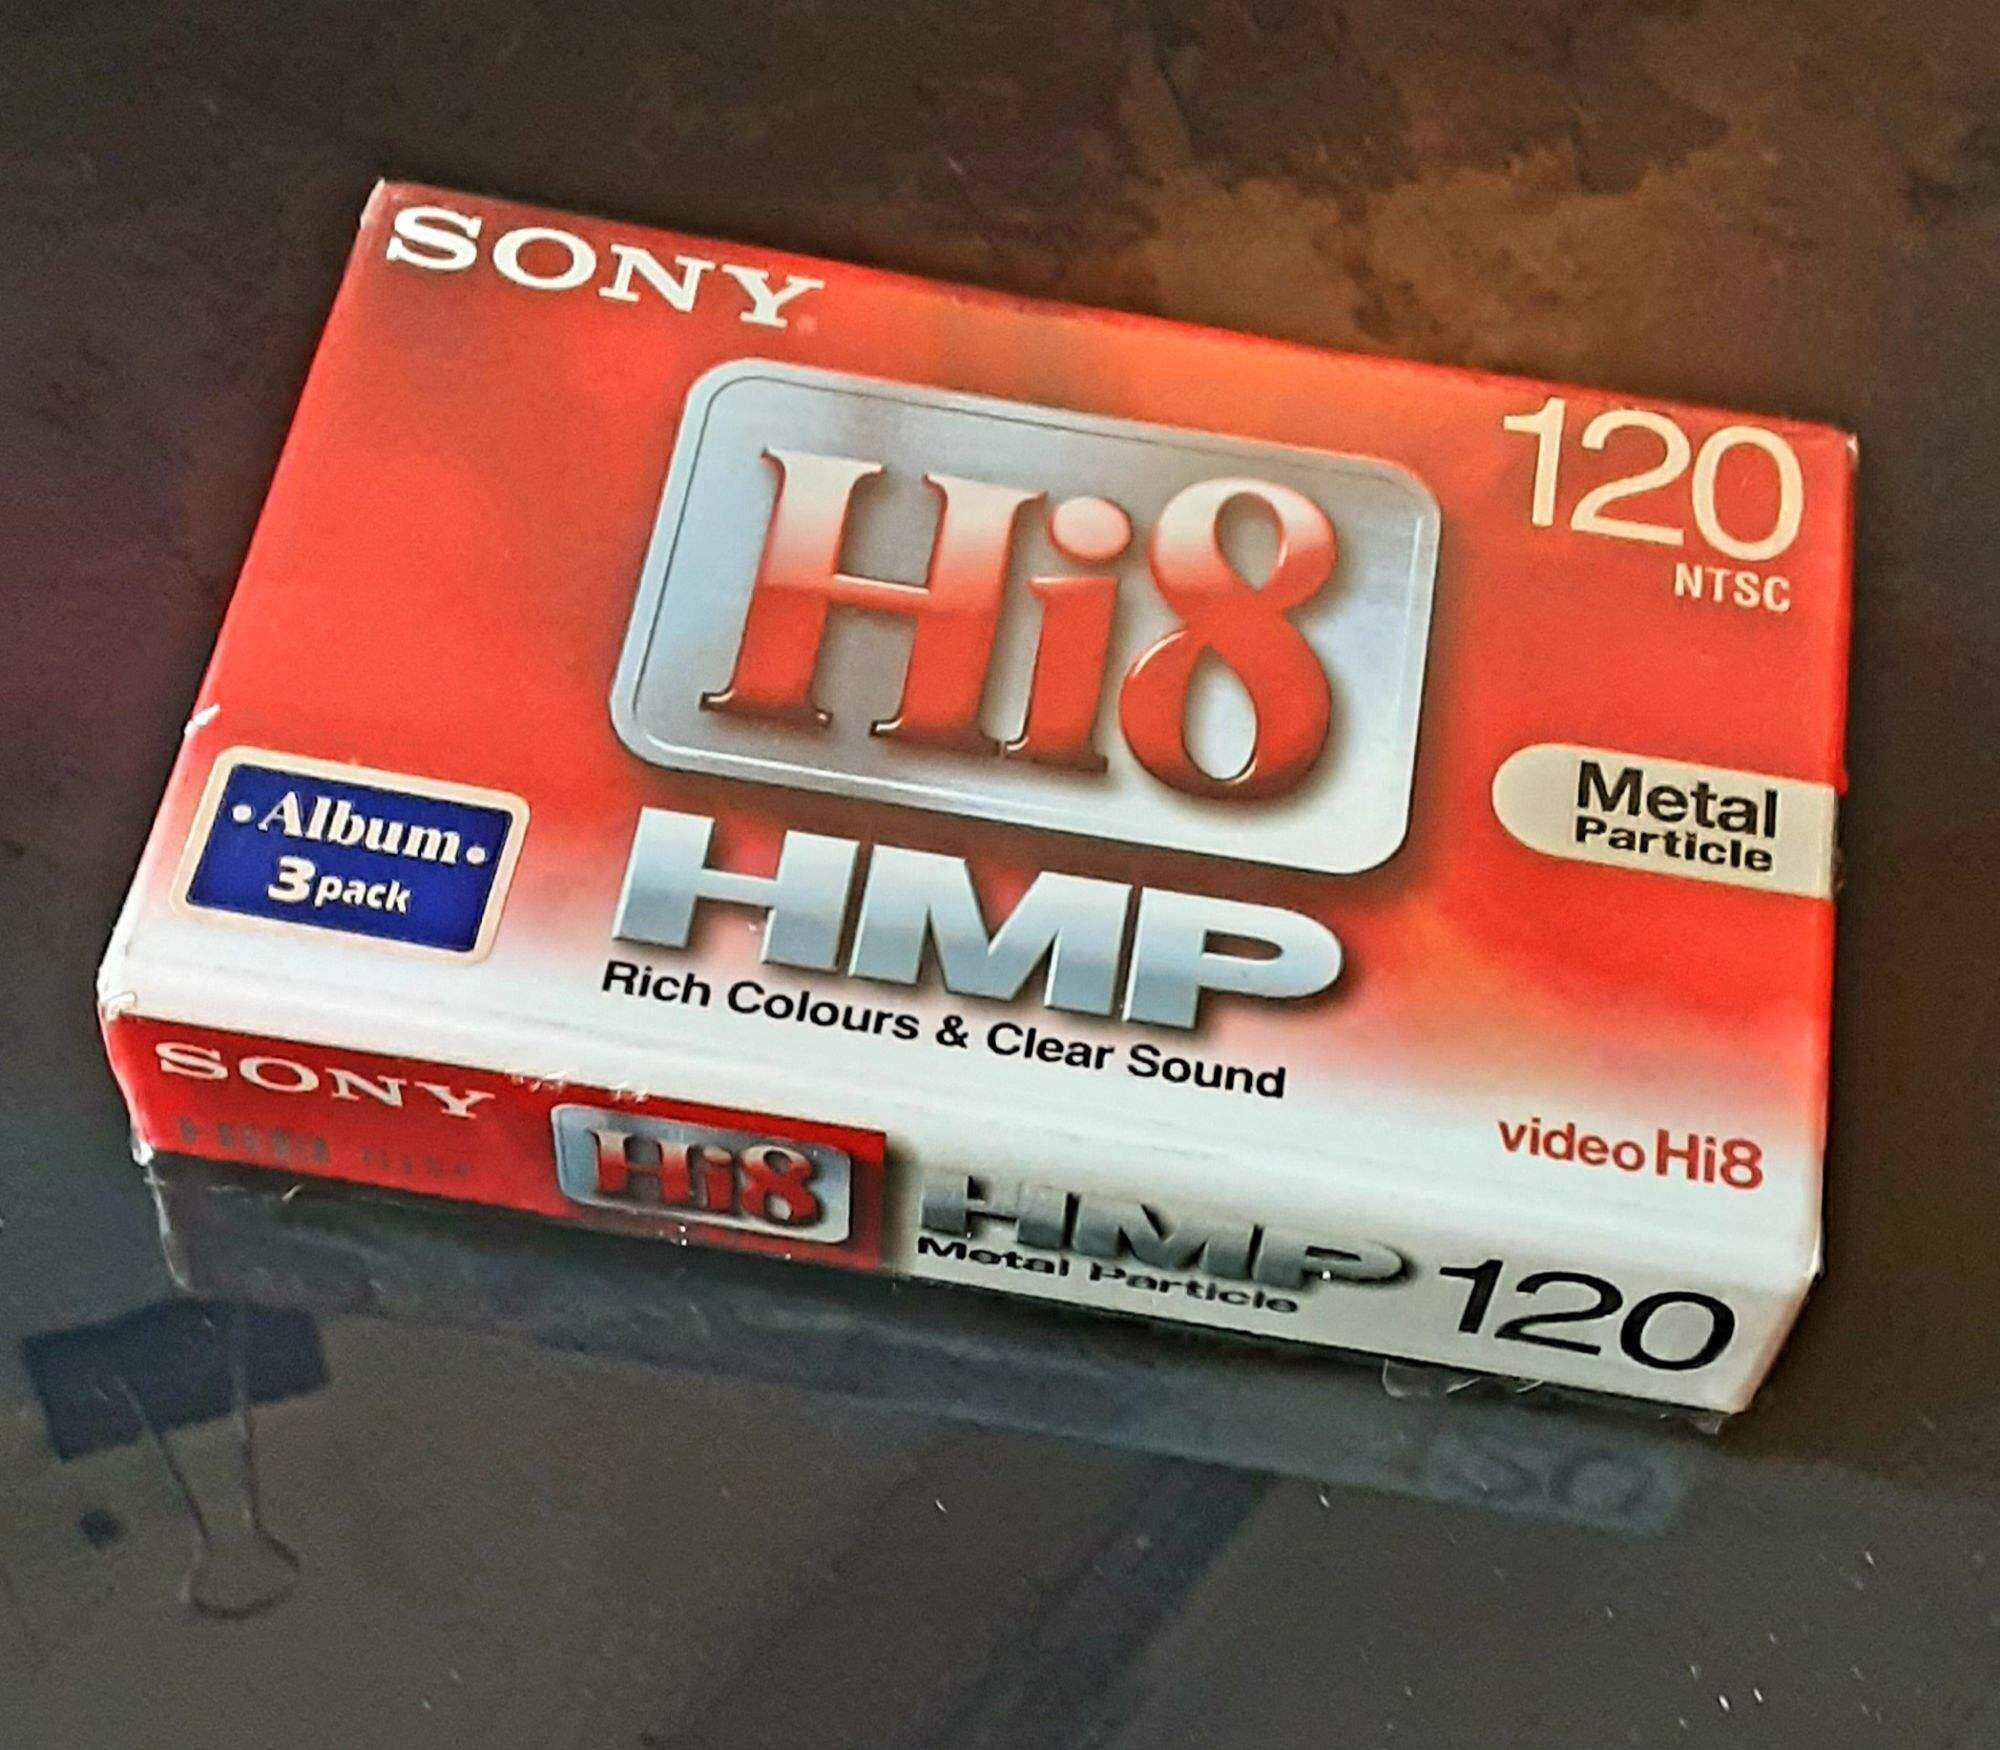 SONY
Hi8
120
NTSC
Metal
Particle
•Album•
3 pack
HMP
Rich Colours & Clear Sound
video Hi8
SONY
Hi8
HMP
Metal Particle
120